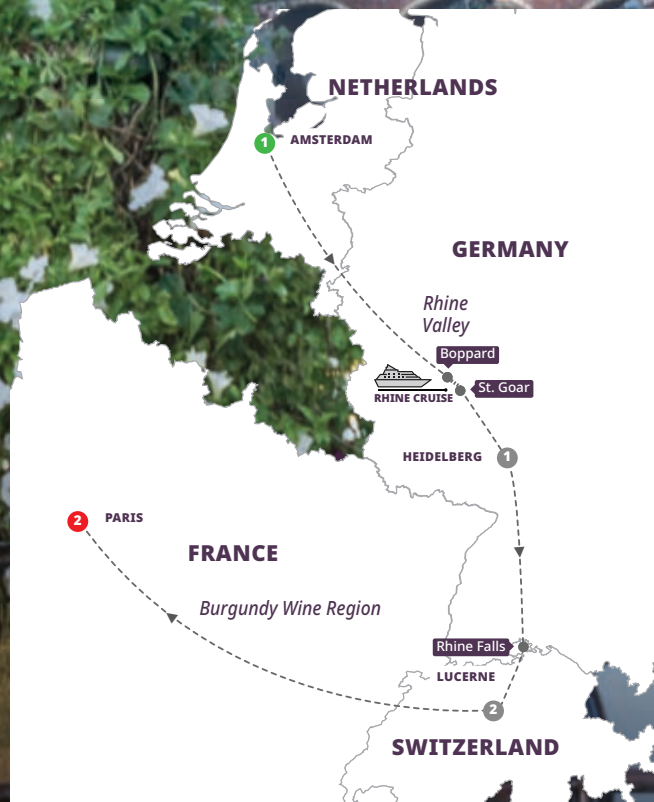 NETHERLANDS
1
AMSTERDAM
GERMANY
Rhine
Valley
Boppard
St. Goar
RHINE CRUISE
HEIDELBERG
1
2
PARIS
FRANCE
Burgundy Wine Region
Rhine Falls
LUCERNE
2
SWITZERLAND